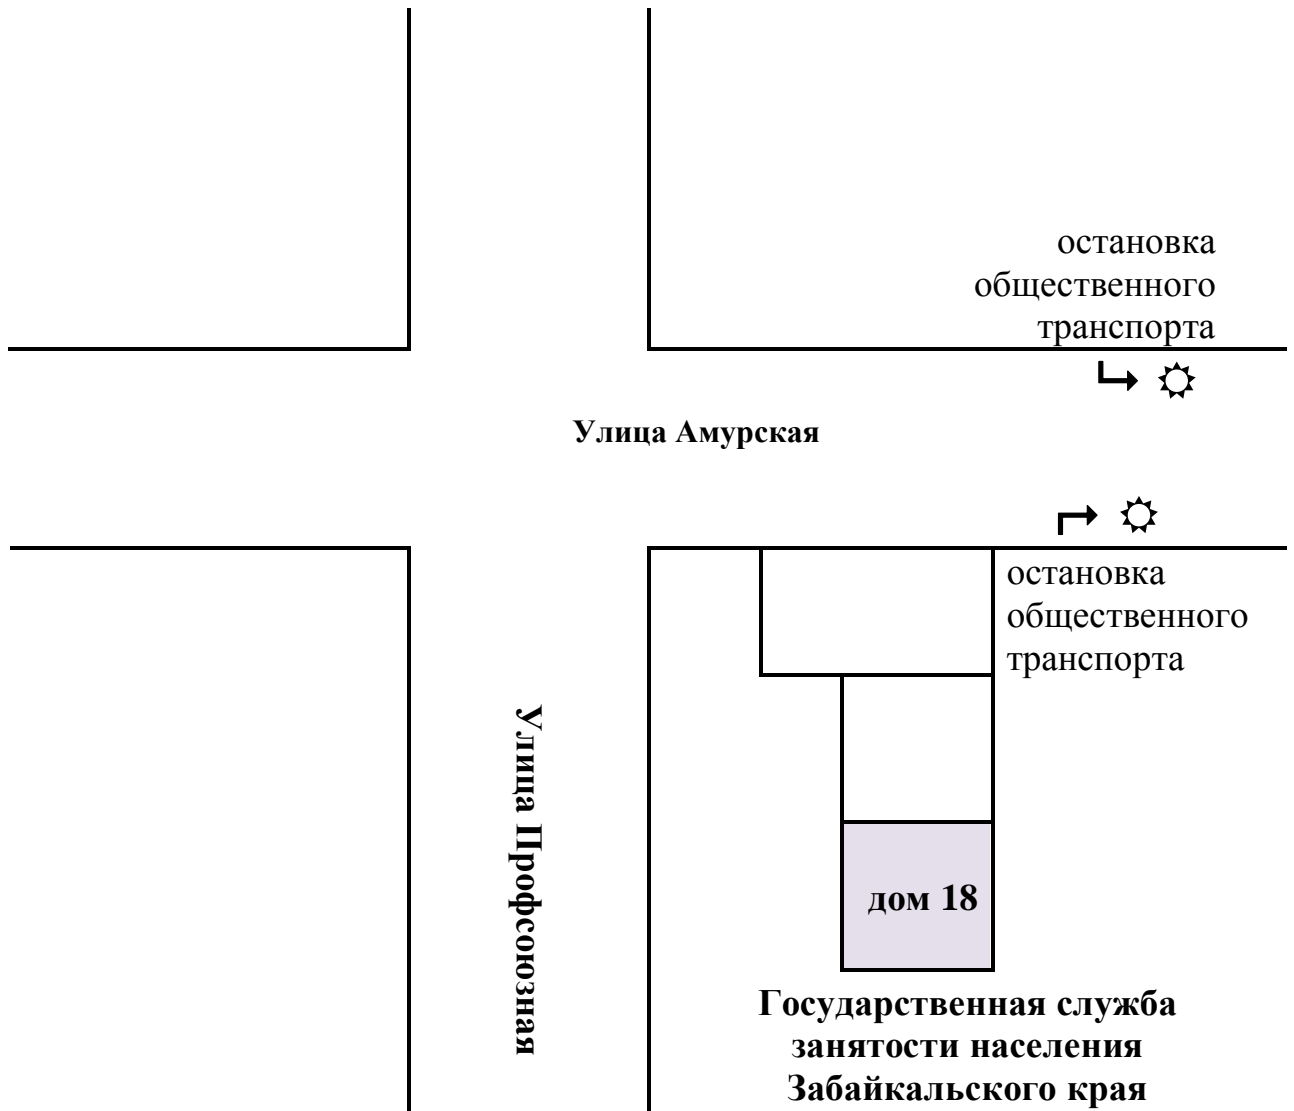 остановка
общественного
транспорта
Улица Амурская
остановка
общественного
транспорта
Улица Профсоюзная
дом 18
Государственная служба
занятости населения
Забайкальского края